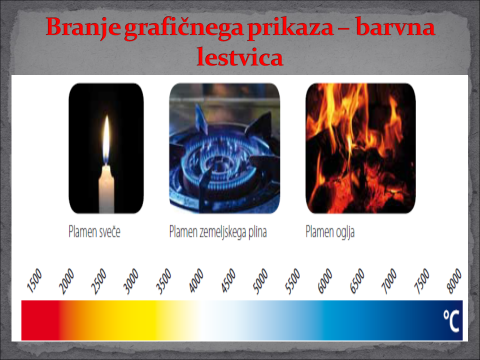 Branje grafičnega prikaza – barvna
lestvica
Plamen sveče
Plamen zemeljskega plina
Plamen oglja
1500 2000 2500 3000 3500 4000 4500 5000 5500 6000 6500 7000 7500 8000
°C